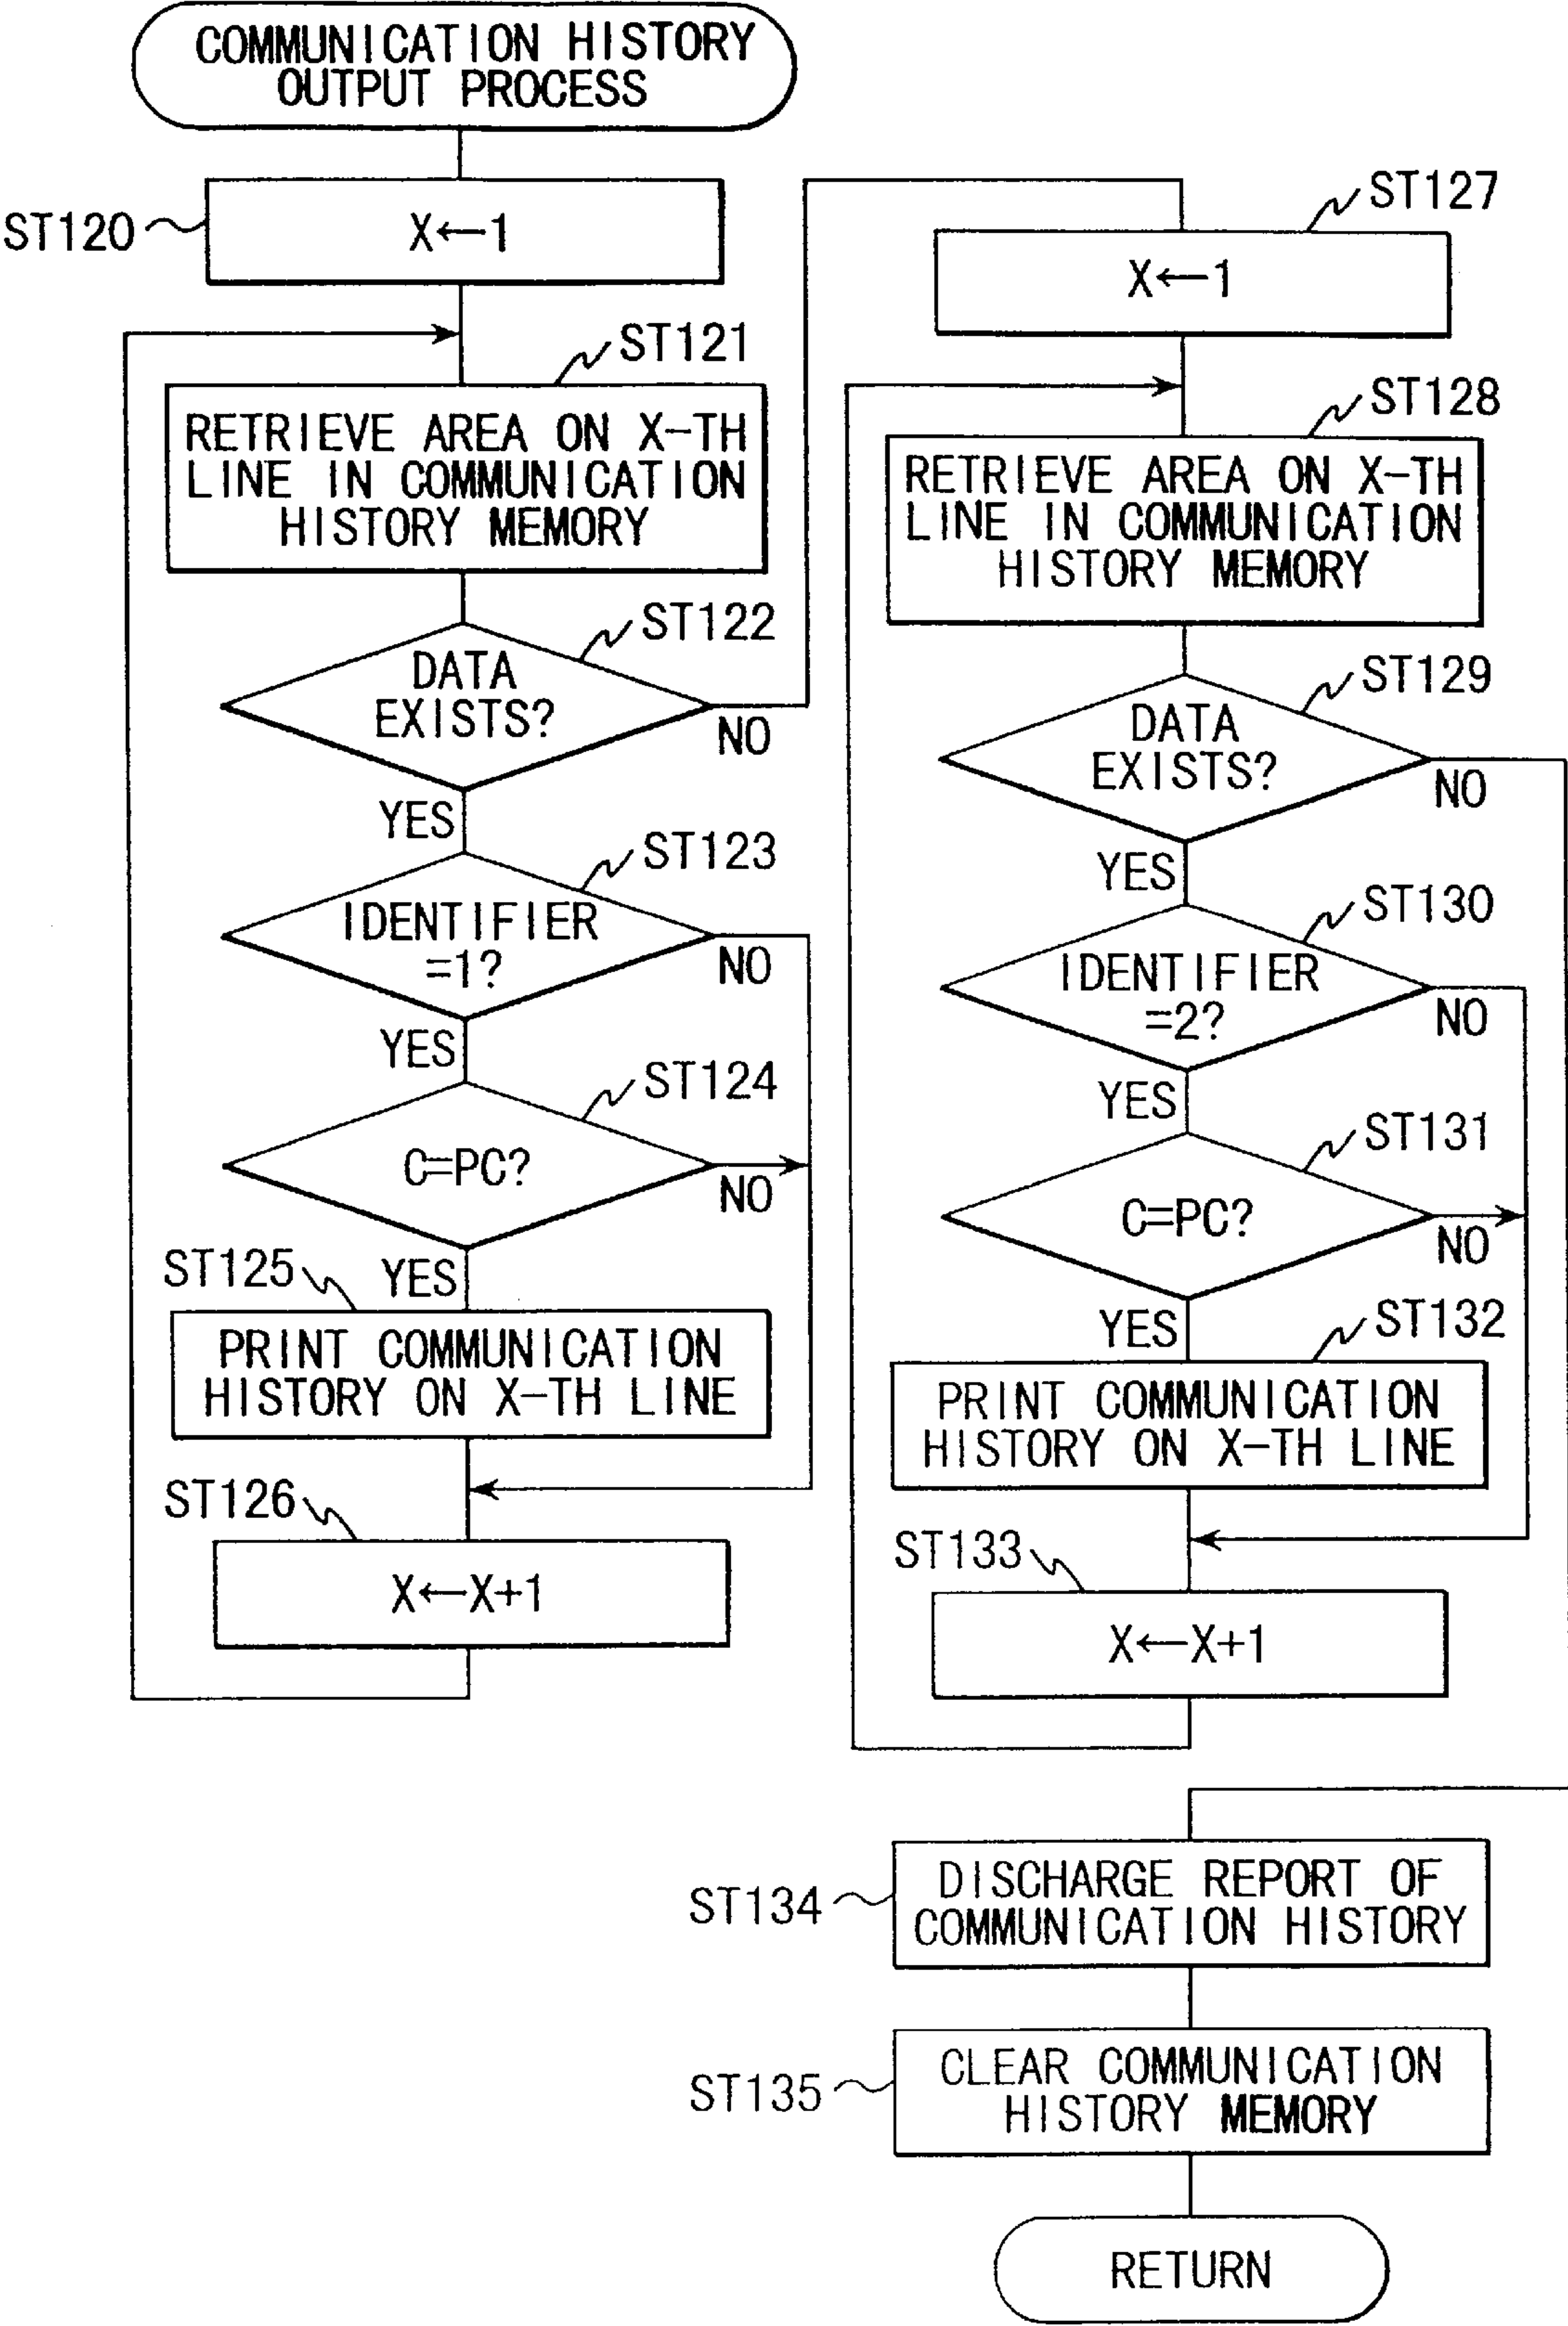 COMMUNICATION HISTORY
OUTPUT PROCESS
ST120
X←1
ST121
RETRIEVE AREA ON X-TH
LINE IN COMMUNICATION
HISTORY MEMORY
ST122
DATA
EXISTS?
NO
YES
ST123
IDENTIFIER
=1?
NO
YES
ST124
C=PC?
NO
YES
ST125
PRINT COMMUNICATION
HISTORY ON X-TH LINE
ST126
X←X+1
ST127
X←1
ST128
RETRIEVE AREA ON X-TH
LINE IN COMMUNICATION
HISTORY MEMORY
ST129
DATA
EXISTS?
NO
YES
ST130
IDENTIFIER
=2?
NO
YES
ST131
C=PC?
NO
YES
ST132
PRINT COMMUNICATION
HISTORY ON X-TH LINE
ST133
X←X+1
ST134
DISCHARGE REPORT OF
COMMUNICATION HISTORY
ST135
CLEAR COMMUNICATION
HISTORY MEMORY
RETURN